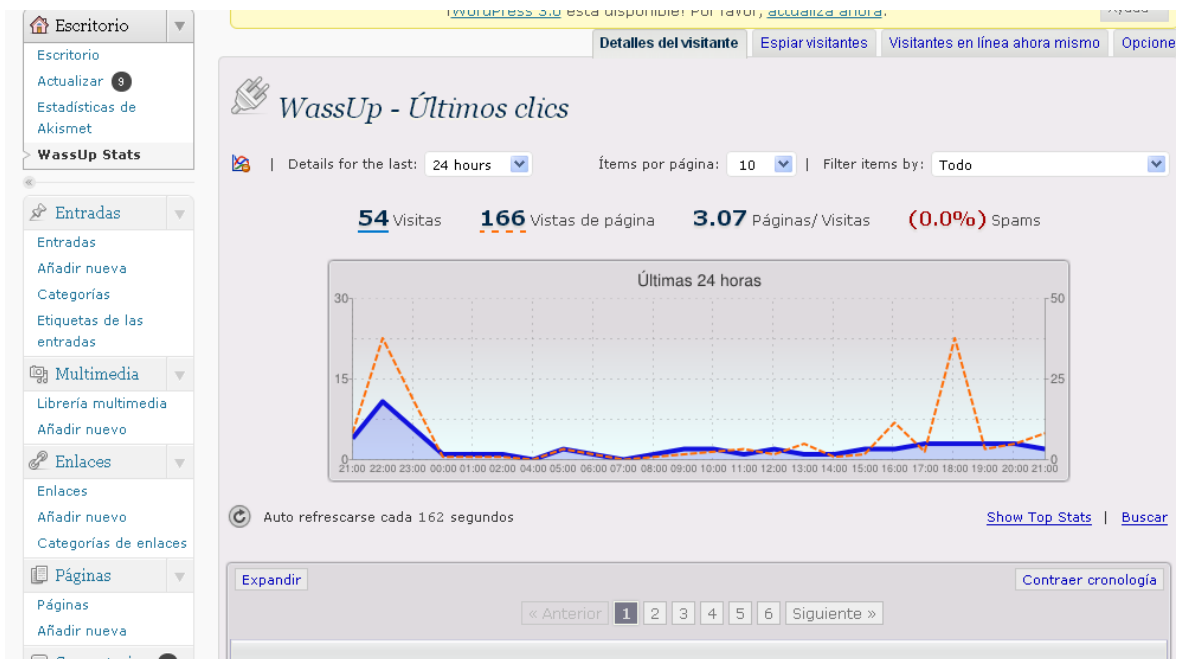 ¡WordPress 3.0 está disponible! Por favor, actualiza ahora.
Ayuda
Detalles del visitante Espiar visitantes Visitantes en línea ahora mismo Opcione
Escritorio
Escritorio
Actualizar 9
Estadísticas de
Akismet
WassUp Stats
«
Entradas
Entradas
Añadir nueva
Categorías
Etiquetas de las
entradas
Multimedia
Librería multimedia
Añadir nuevo
Enlaces
Enlaces
Añadir nuevo
Categorías de enlaces
Páginas
Páginas
Añadir nueva
WassUp - Últimos clics
| Details for the last: 24 hours Ítems por página: 10 | Filter items by: Todo
54 Visitas 166 Vistas de página 3.07 Páginas/ Visitas (0.0%) Spams
Últimas 24 horas
30 50
15 25
0 0
21:00 22:00 23:00 00:00 01:00 02:00 04:00 05:00 06:00 07:00 08:00 09:00 10:00 11:00 12:00 13:00 14:00 15:00 16:00 17:00 18:00 19:00 20:00 21:00
Auto refrescarse cada 162 segundos Show Top Stats | Buscar
Expandir Contraer cronología
« Anterior 1 2 3 4 5 6 Siguiente »